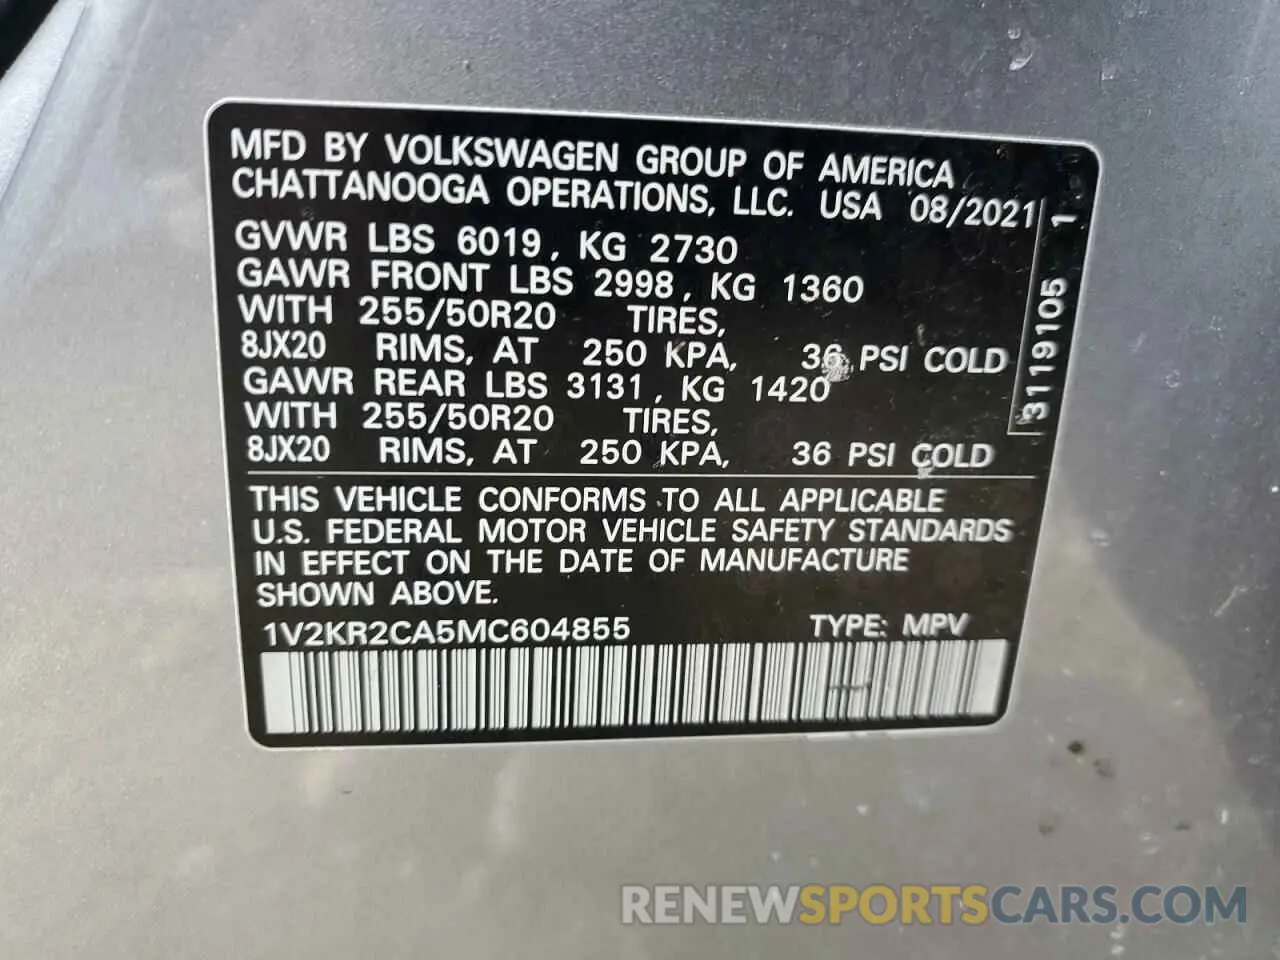 MFD BY VOLKSWAGEN GROUP OF AMERICA
CHATTANOOGA OPERATIONS, LLC. USA 08/2021
GVWR LBS 6019, KG 2730
GAWR FRONT LBS 2998, KG 1360
WITH 255/50R20 TIRES,
8JX20 RIMS, AT 250 KPA, 36 PSI COLD
GAWR REAR LBS 3131, KG 1420
WITH 255/50R20 TIRES,
8JX20 RIMS, AT 250 KPA, 36 PSI COLD
3119105 1
THIS VEHICLE CONFORMS TO ALL APPLICABLE
U.S. FEDERAL MOTOR VEHICLE SAFETY STANDARDS
IN EFFECT ON THE DATE OF MANUFACTURE
SHOWN ABOVE.
1V2KR2CA5MC604855 TYPE: MPV
RENEWSPORTSCARS.COM